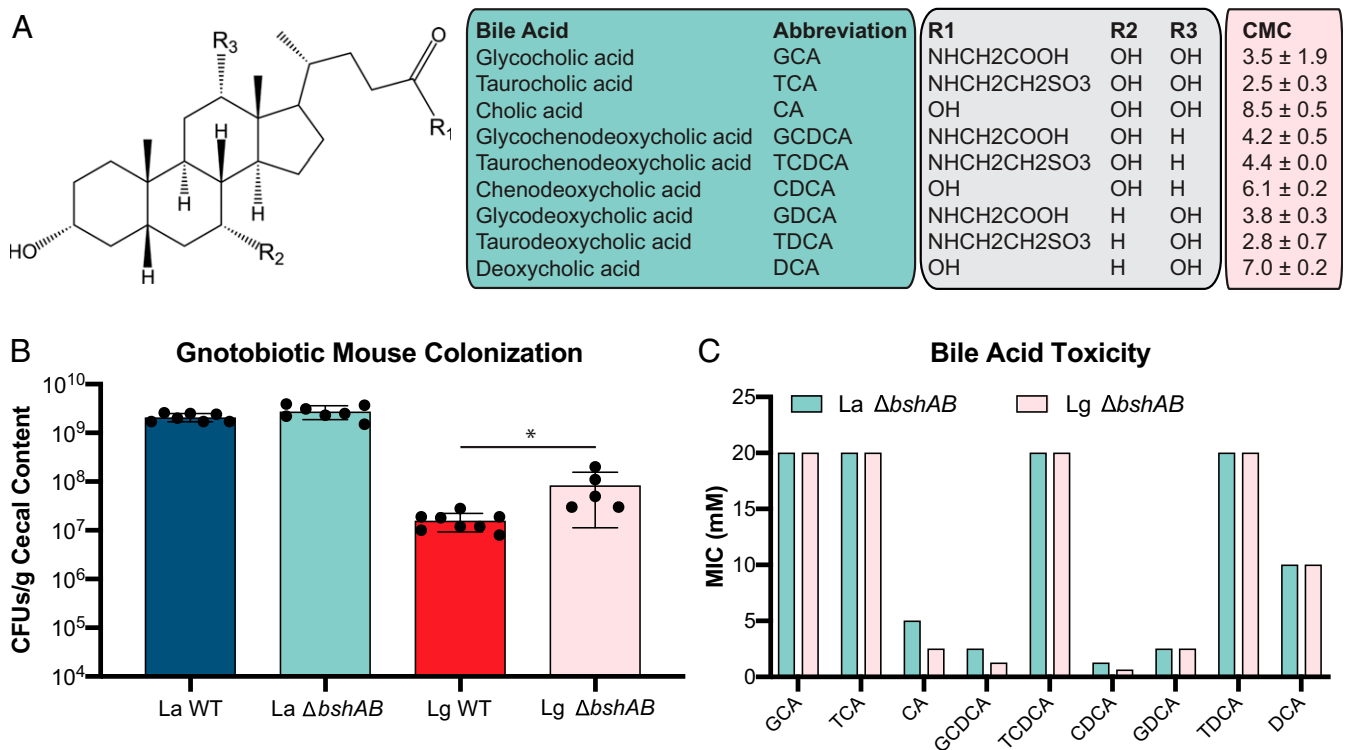 A
R3
O
R1
H
H
H
HO
H
R2
Bile Acid Abbreviation R1 R2 R3 CMC
Glycocholic acid GCA NHCH2COOH OH OH 3.5 ± 1.9
Taurocholic acid TCA NHCH2CH2SO3 OH OH 2.5 ± 0.3
Cholic acid CA OH OH OH 8.5 ± 0.5
Glycochenodeoxycholic acid GCDCA NHCH2COOH OH H 4.2 ± 0.5
Taurochenodeoxycholic acid TCDCA NHCH2CH2SO3 OH H 4.4 ± 0.0
Chenodeoxycholic acid CDCA OH OH H 6.1 ± 0.2
Glycodeoxycholic acid GDCA NHCH2COOH H OH 3.8 ± 0.3
Taurodeoxycholic acid TDCA NHCH2CH2SO3 H OH 2.8 ± 0.7
Deoxycholic acid DCA OH H OH 7.0 ± 0.2
B
Gnotobiotic Mouse Colonization
CFUs/g Cecal Content
10^10
10^9
10^8
10^7
10^6
10^5
10^4
*
La WT La ΔbshAB Lg WT Lg ΔbshAB
C
Bile Acid Toxicity
La ΔbshAB Lg ΔbshAB
MIC (mM)
25
20
15
10
5
0
GCA TCA CA GCDCA TCDCA CDCA GDCA TDCA DCA